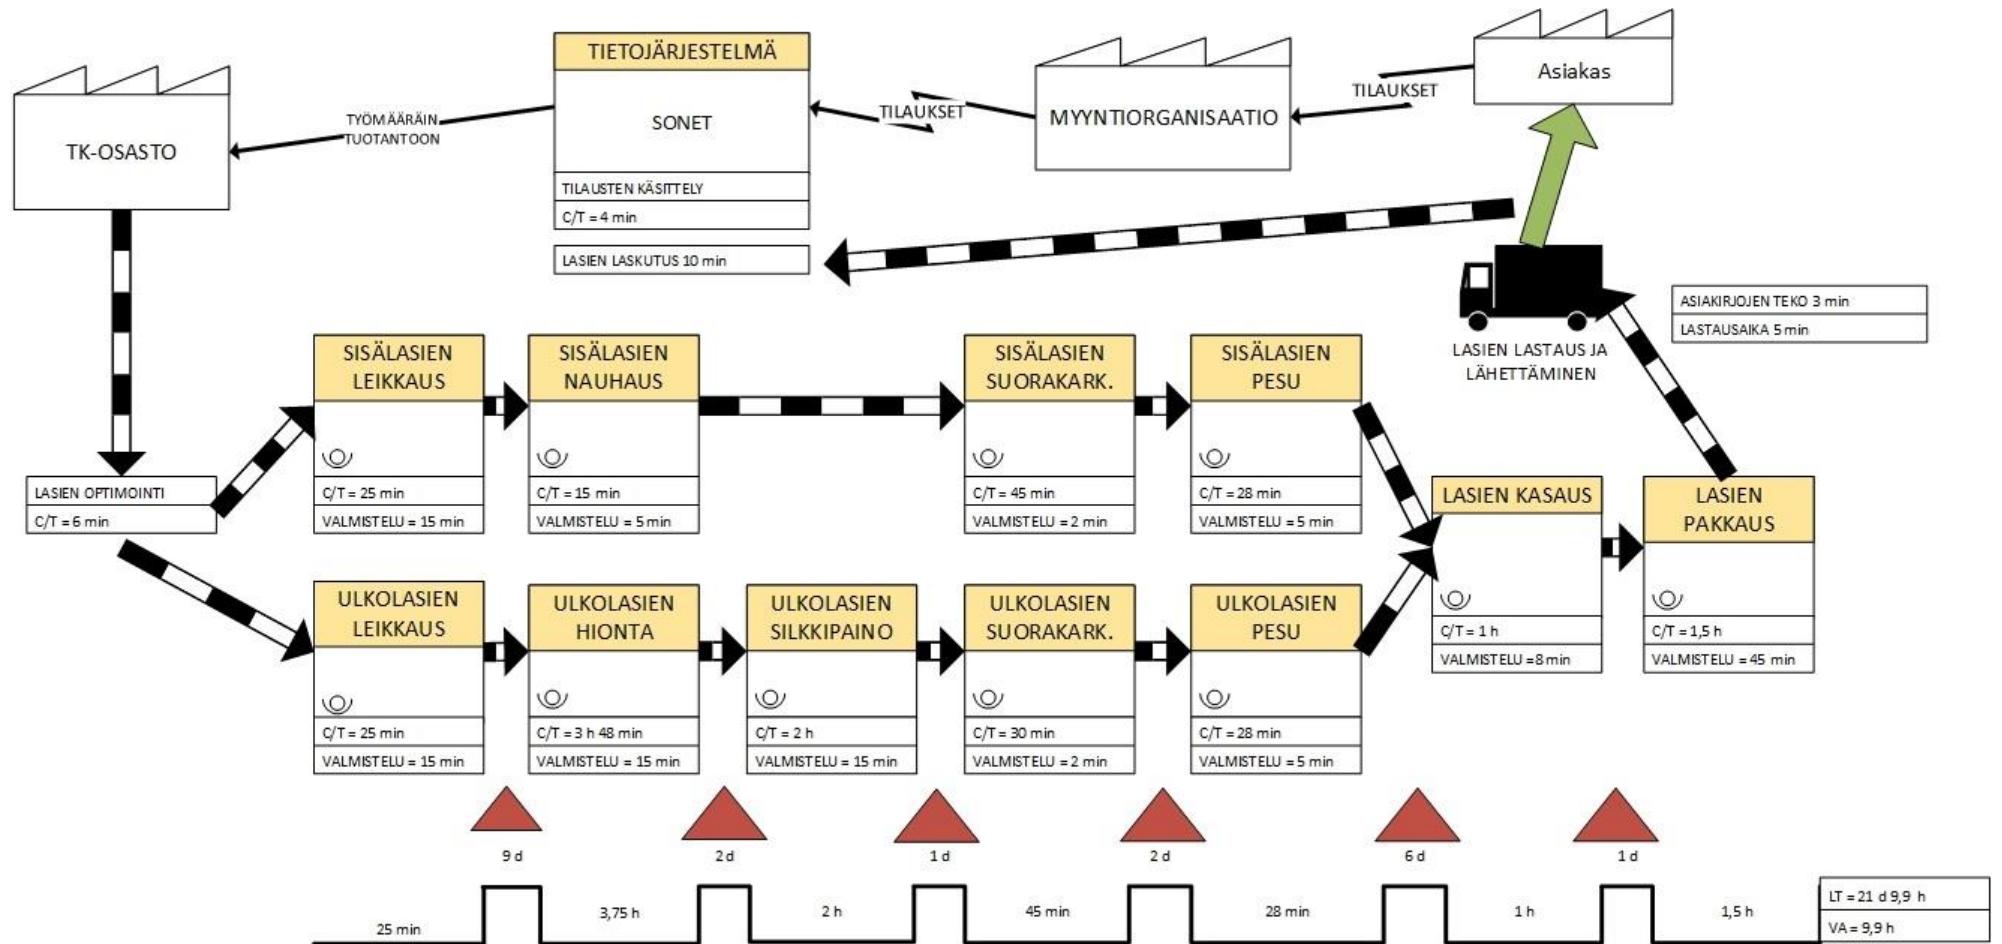 TIETOJÄRJESTELMÄ
SONET
TILAUSTEN KÄSITTELY
C/T = 4 min
LASIEN LASKUTUS 10 min
TK-OSASTO
TYÖMÄÄRÄIN
TUOTANTOON
TILAUKSET
MYYNTIORGANISAATIO
TILAUKSET
Asiakas
ASIAKIRJOJEN TEKO 3 min
LASTAUSAIKA 5 min
LASIEN LASTAUS JA
LÄHETTÄMINEN
LASIEN OPTIMOINTI
C/T = 6 min
SISÄLASIEN
LEIKKAUS
C/T = 25 min
VALMISTELU = 15 min
SISÄLASIEN
NAUHAUS
C/T = 15 min
VALMISTELU = 5 min
SISÄLASIEN
SUORAKARK.
C/T = 45 min
VALMISTELU = 2 min
SISÄLASIEN
PESU
C/T = 28 min
VALMISTELU = 5 min
LASIEN KASAUS
C/T = 1 h
VALMISTELU =8 min
LASIEN
PAKKAUS
C/T = 1,5 h
VALMISTELU = 45 min
ULKOLASIEN
LEIKKAUS
C/T = 25 min
VALMISTELU = 15 min
ULKOLASIEN
HIONTA
C/T = 3 h 48 min
VALMISTELU = 15 min
ULKOLASIEN
SILKKIPAINO
C/T = 2 h
VALMISTELU = 15 min
ULKOLASIEN
SUORAKARK.
C/T = 30 min
VALMISTELU = 2 min
ULKOLASIEN
PESU
C/T = 28 min
VALMISTELU = 5 min
9 d
2 d
1 d
2 d
6 d
1 d
25 min
3,75 h
2 h
45 min
28 min
1 h
1,5 h
LT = 21 d 9,9 h
VA = 9,9 h